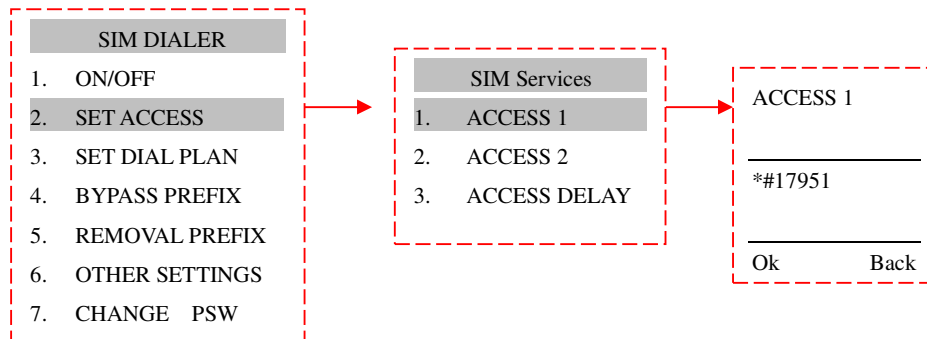 SIM DIALER
1. ON/OFF
2. SET ACCESS
3. SET DIAL PLAN
4. BYPASS PREFIX
5. REMOVAL PREFIX
6. OTHER SETTINGS
7. CHANGE PSW
SIM Services
1. ACCESS 1
2. ACCESS 2
3. ACCESS DELAY
ACCESS 1
*#17951
Ok Back